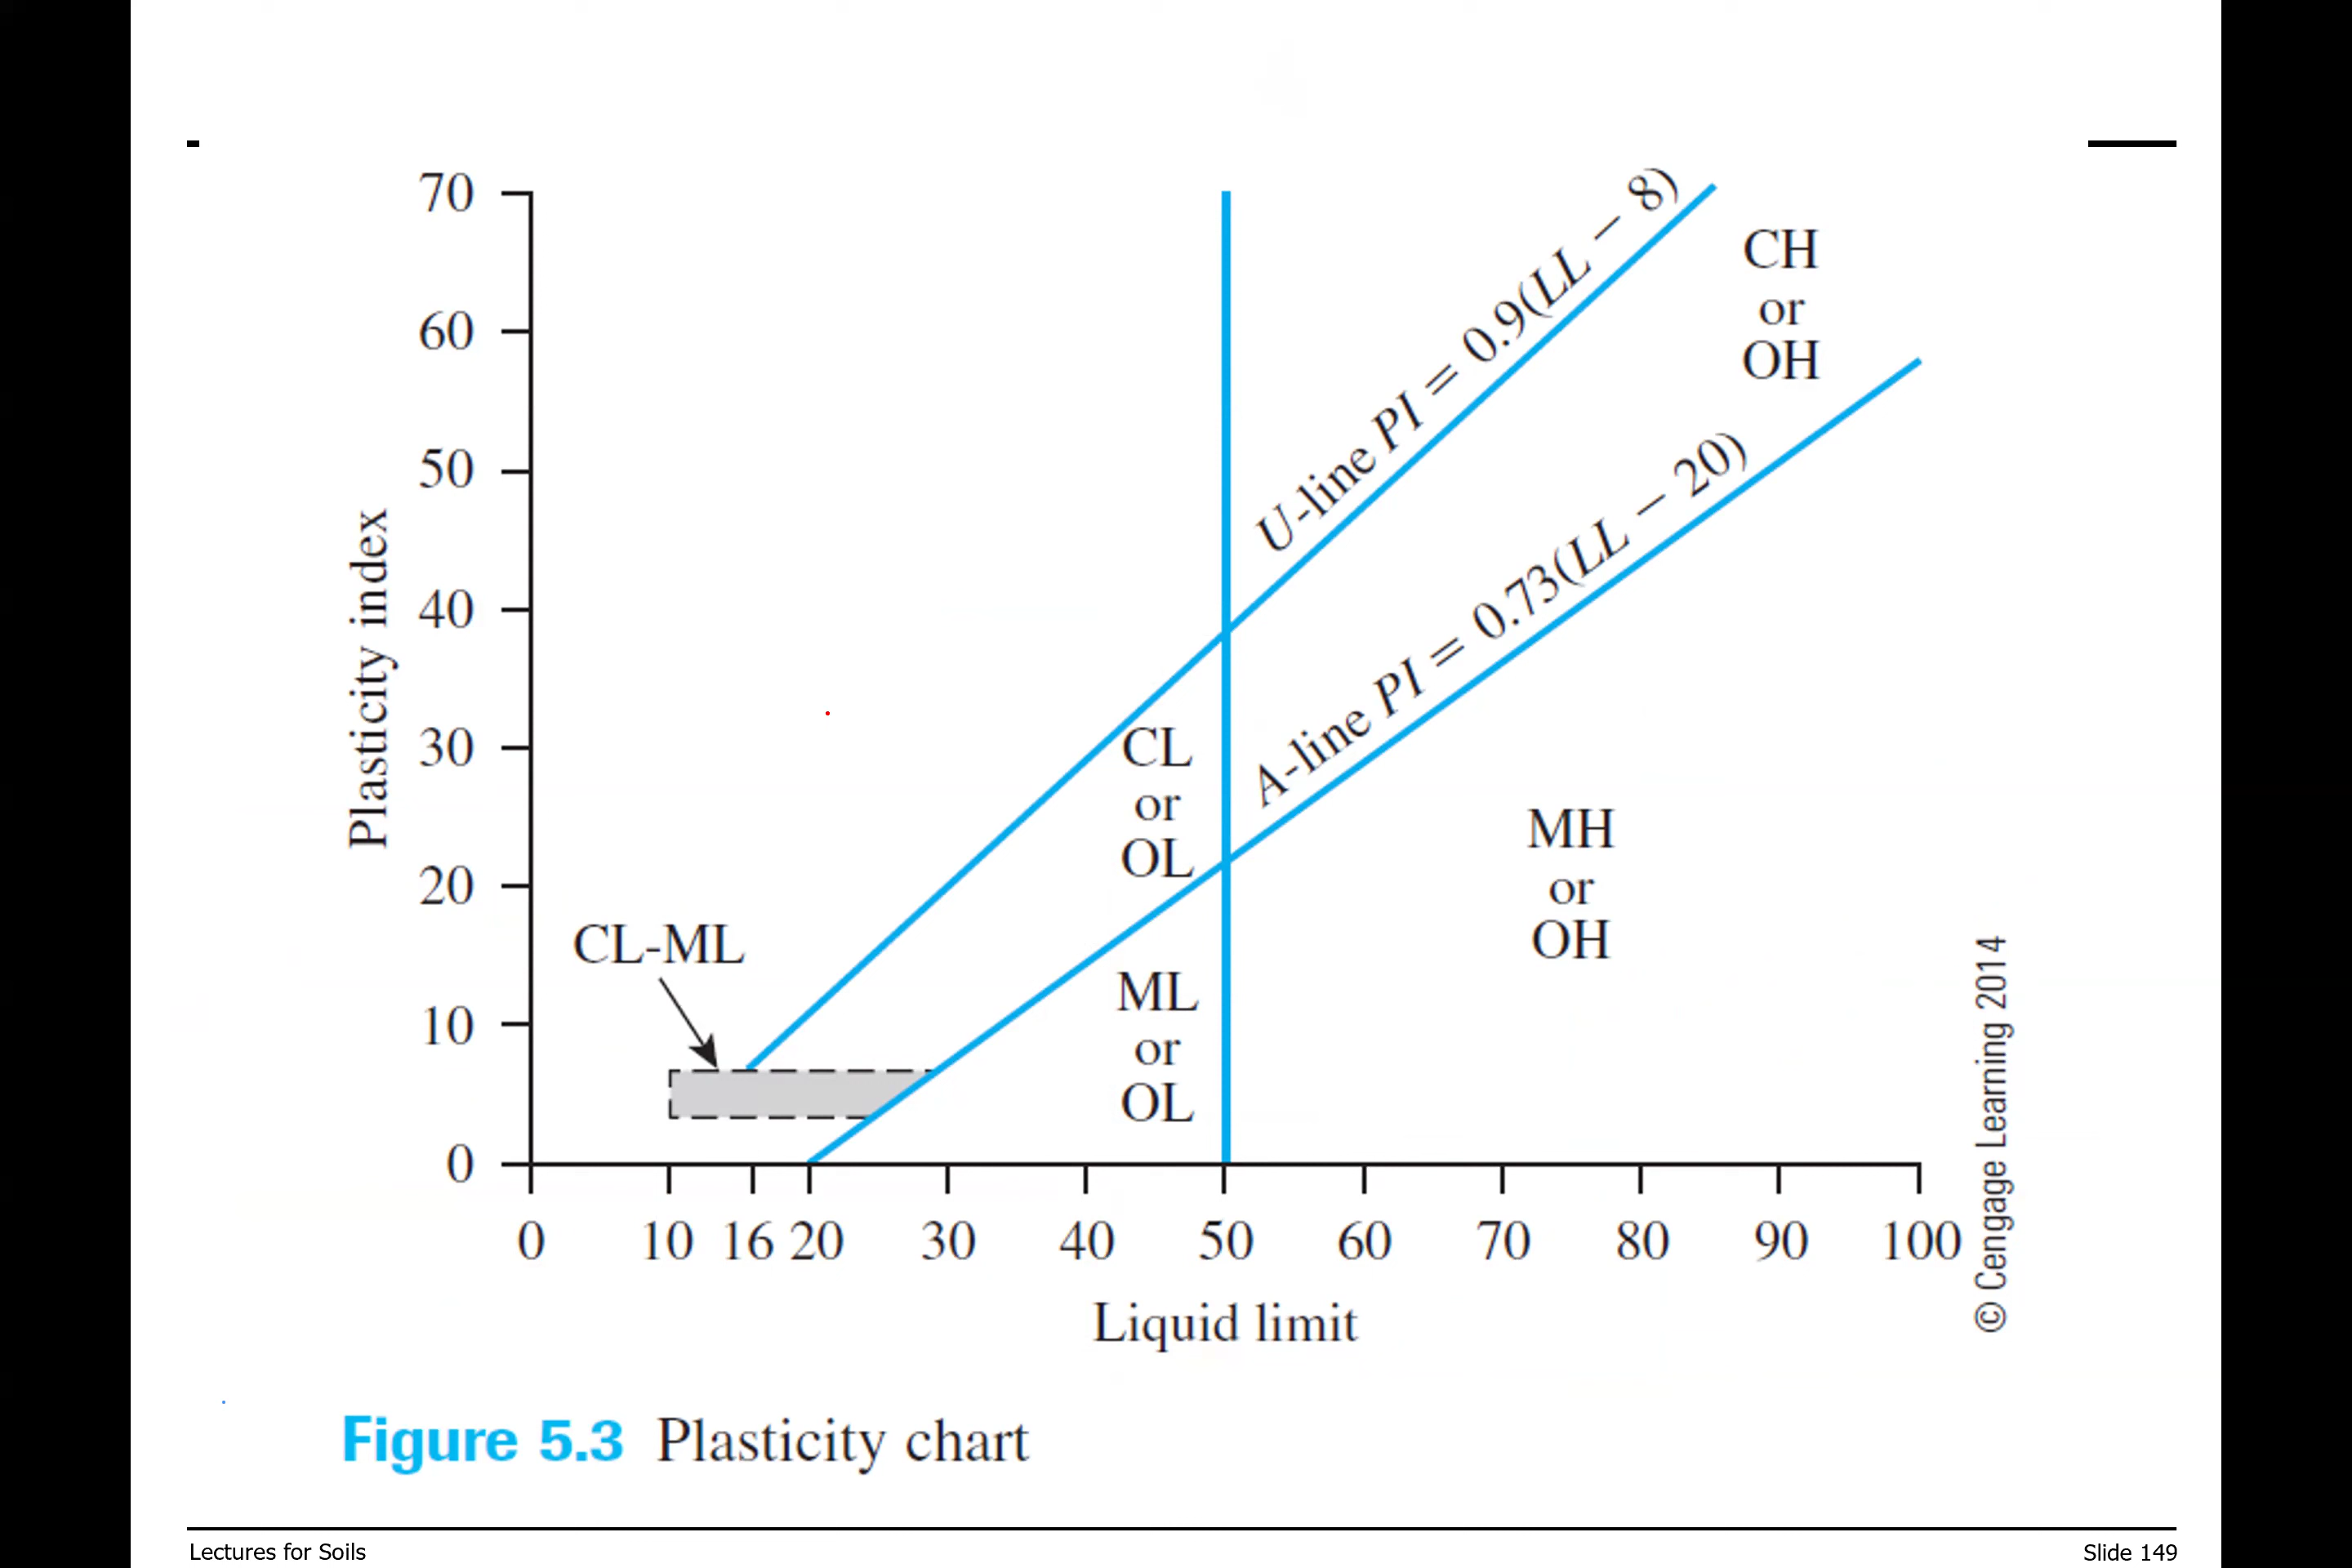 70
60
50
40
30
20
10
0
Plasticity index
U-line PI = 0.9(LL − 8)
CH
or
OH
A-line PI = 0.73(LL − 20)
CL
or
OL
MH
or
OH
CL-ML
ML
or
OL
0 10 16 20 30 40 50 60 70 80 90 100
Liquid limit
© Cengage Learning 2014
Figure 5.3 Plasticity chart
Lectures for Soils
Slide 149